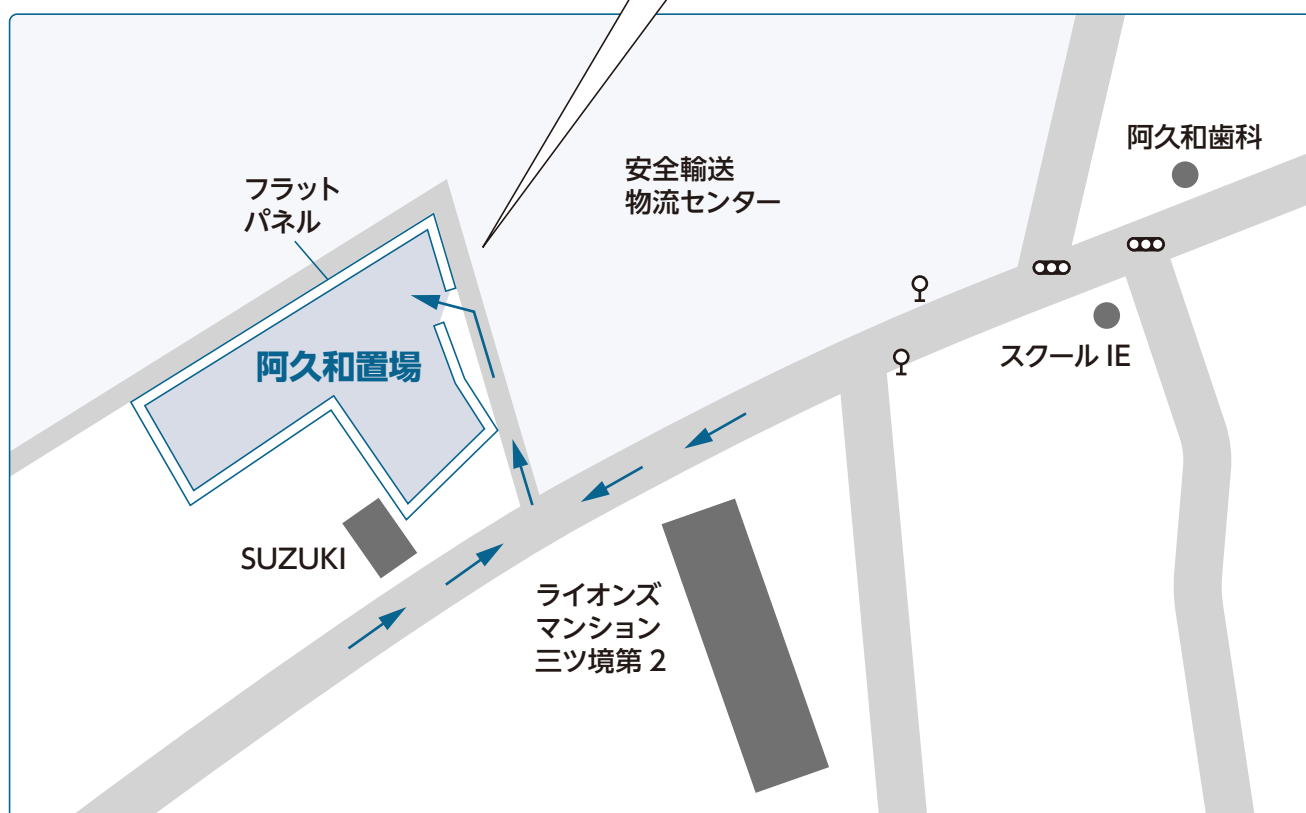 阿久和歯科
安全輸送
物流センター
フラット
パネル
スクール IE
阿久和置場
SUZUKI
ライオンズ
マンション
三ツ境第 2